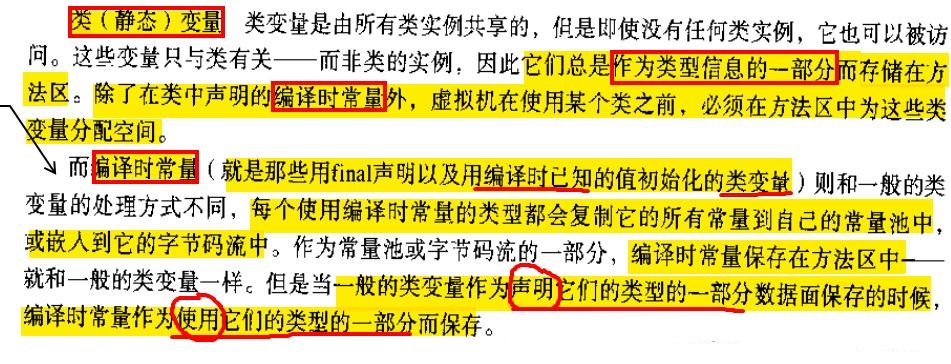 类（静态）变量 类变量是由所有类实例共享的，但是即使没有任何类实例，它也可以被访
问。这些变量只与类有关——而非类的实例，因此它们总是作为类型信息的一部分而存储在方
法区。除了在类中声明的编译时常量外，虚拟机在使用某个类之前，必须在方法区中为这些类
变量分配空间。
而编译时常量（就是那些用final声明以及用编译时已知的值初始化的类变量）则和一般的类
变量的处理方式不同，每个使用编译时常量的类型都会复制它的所有常量到自己的常量池中，
或嵌入到它的字节码流中。作为常量池或字节码流的一部分，编译时常量保存在方法区中——
就和一般的类变量一样。但是当一般的类变量作为声明它们的类型的一部分数据面保存的时候，
编译时常量作为使用它们的类型的一部分而保存。